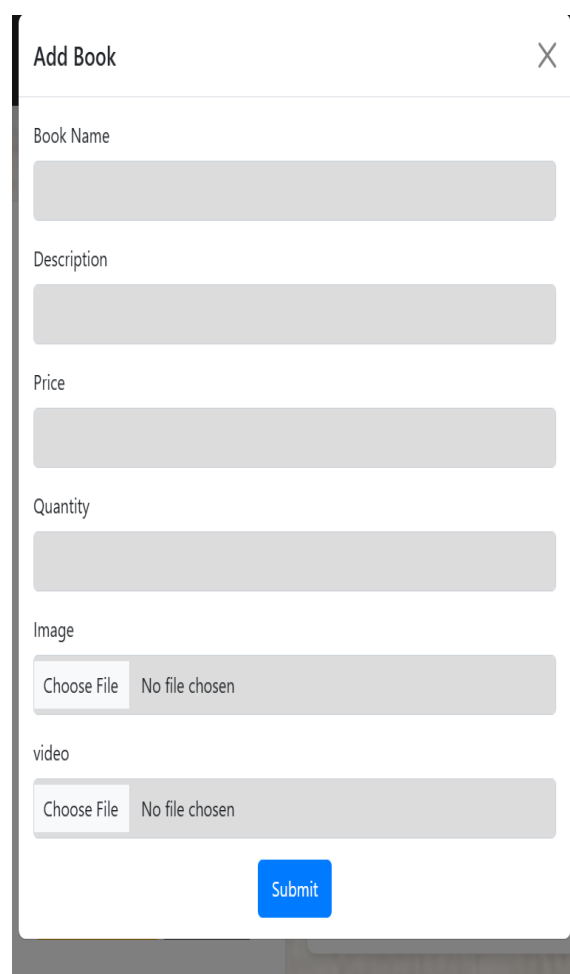 Add Book
Book Name
Description
Price
Quantity
Image
Choose File No file chosen
video
Choose File No file chosen
Submit